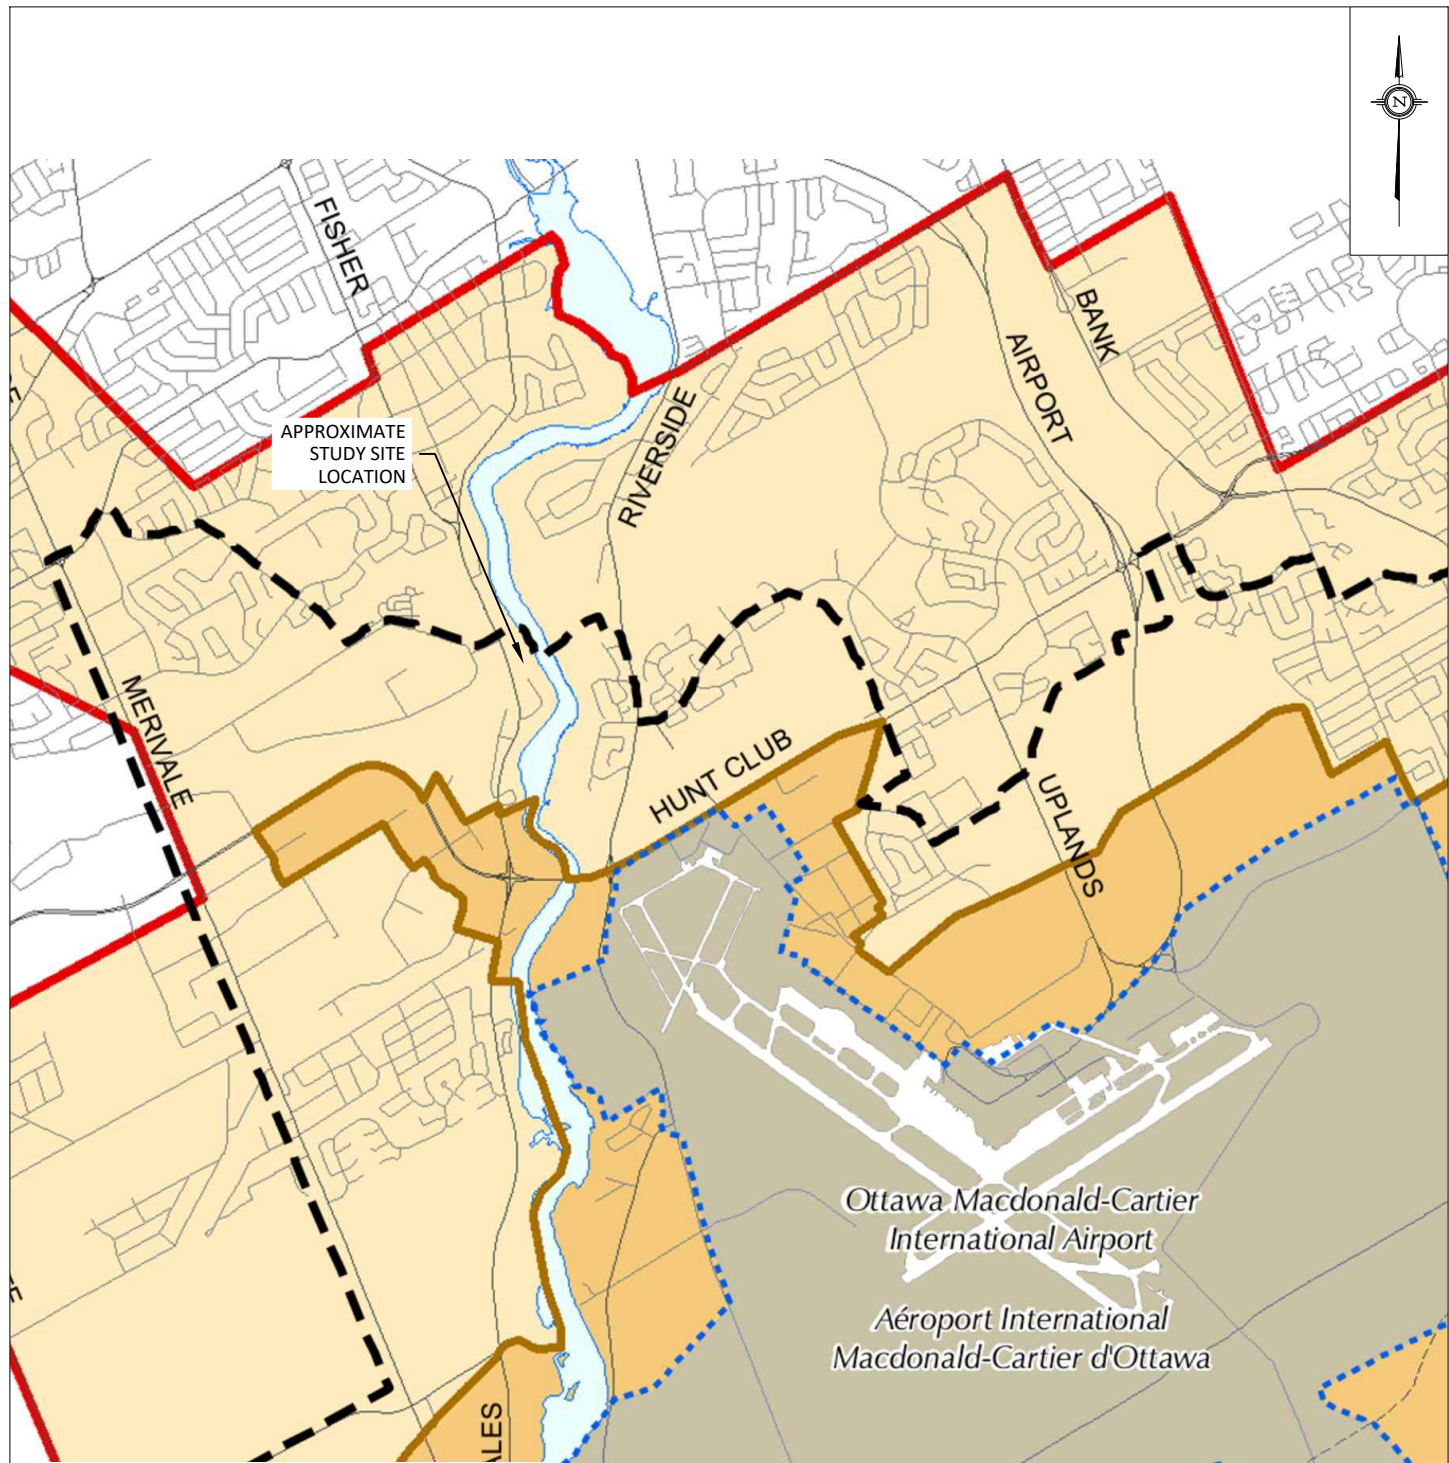 N
FISHER
BANK
AIRPORT
RIVERSIDE
APPROXIMATE
STUDY SITE
LOCATION
MERIVALE
HUNT CLUB
UPLANDS
Ottawa Macdonald-Cartier
International Airport
Aéroport International
Macdonald-Cartier d'Ottawa
ALES